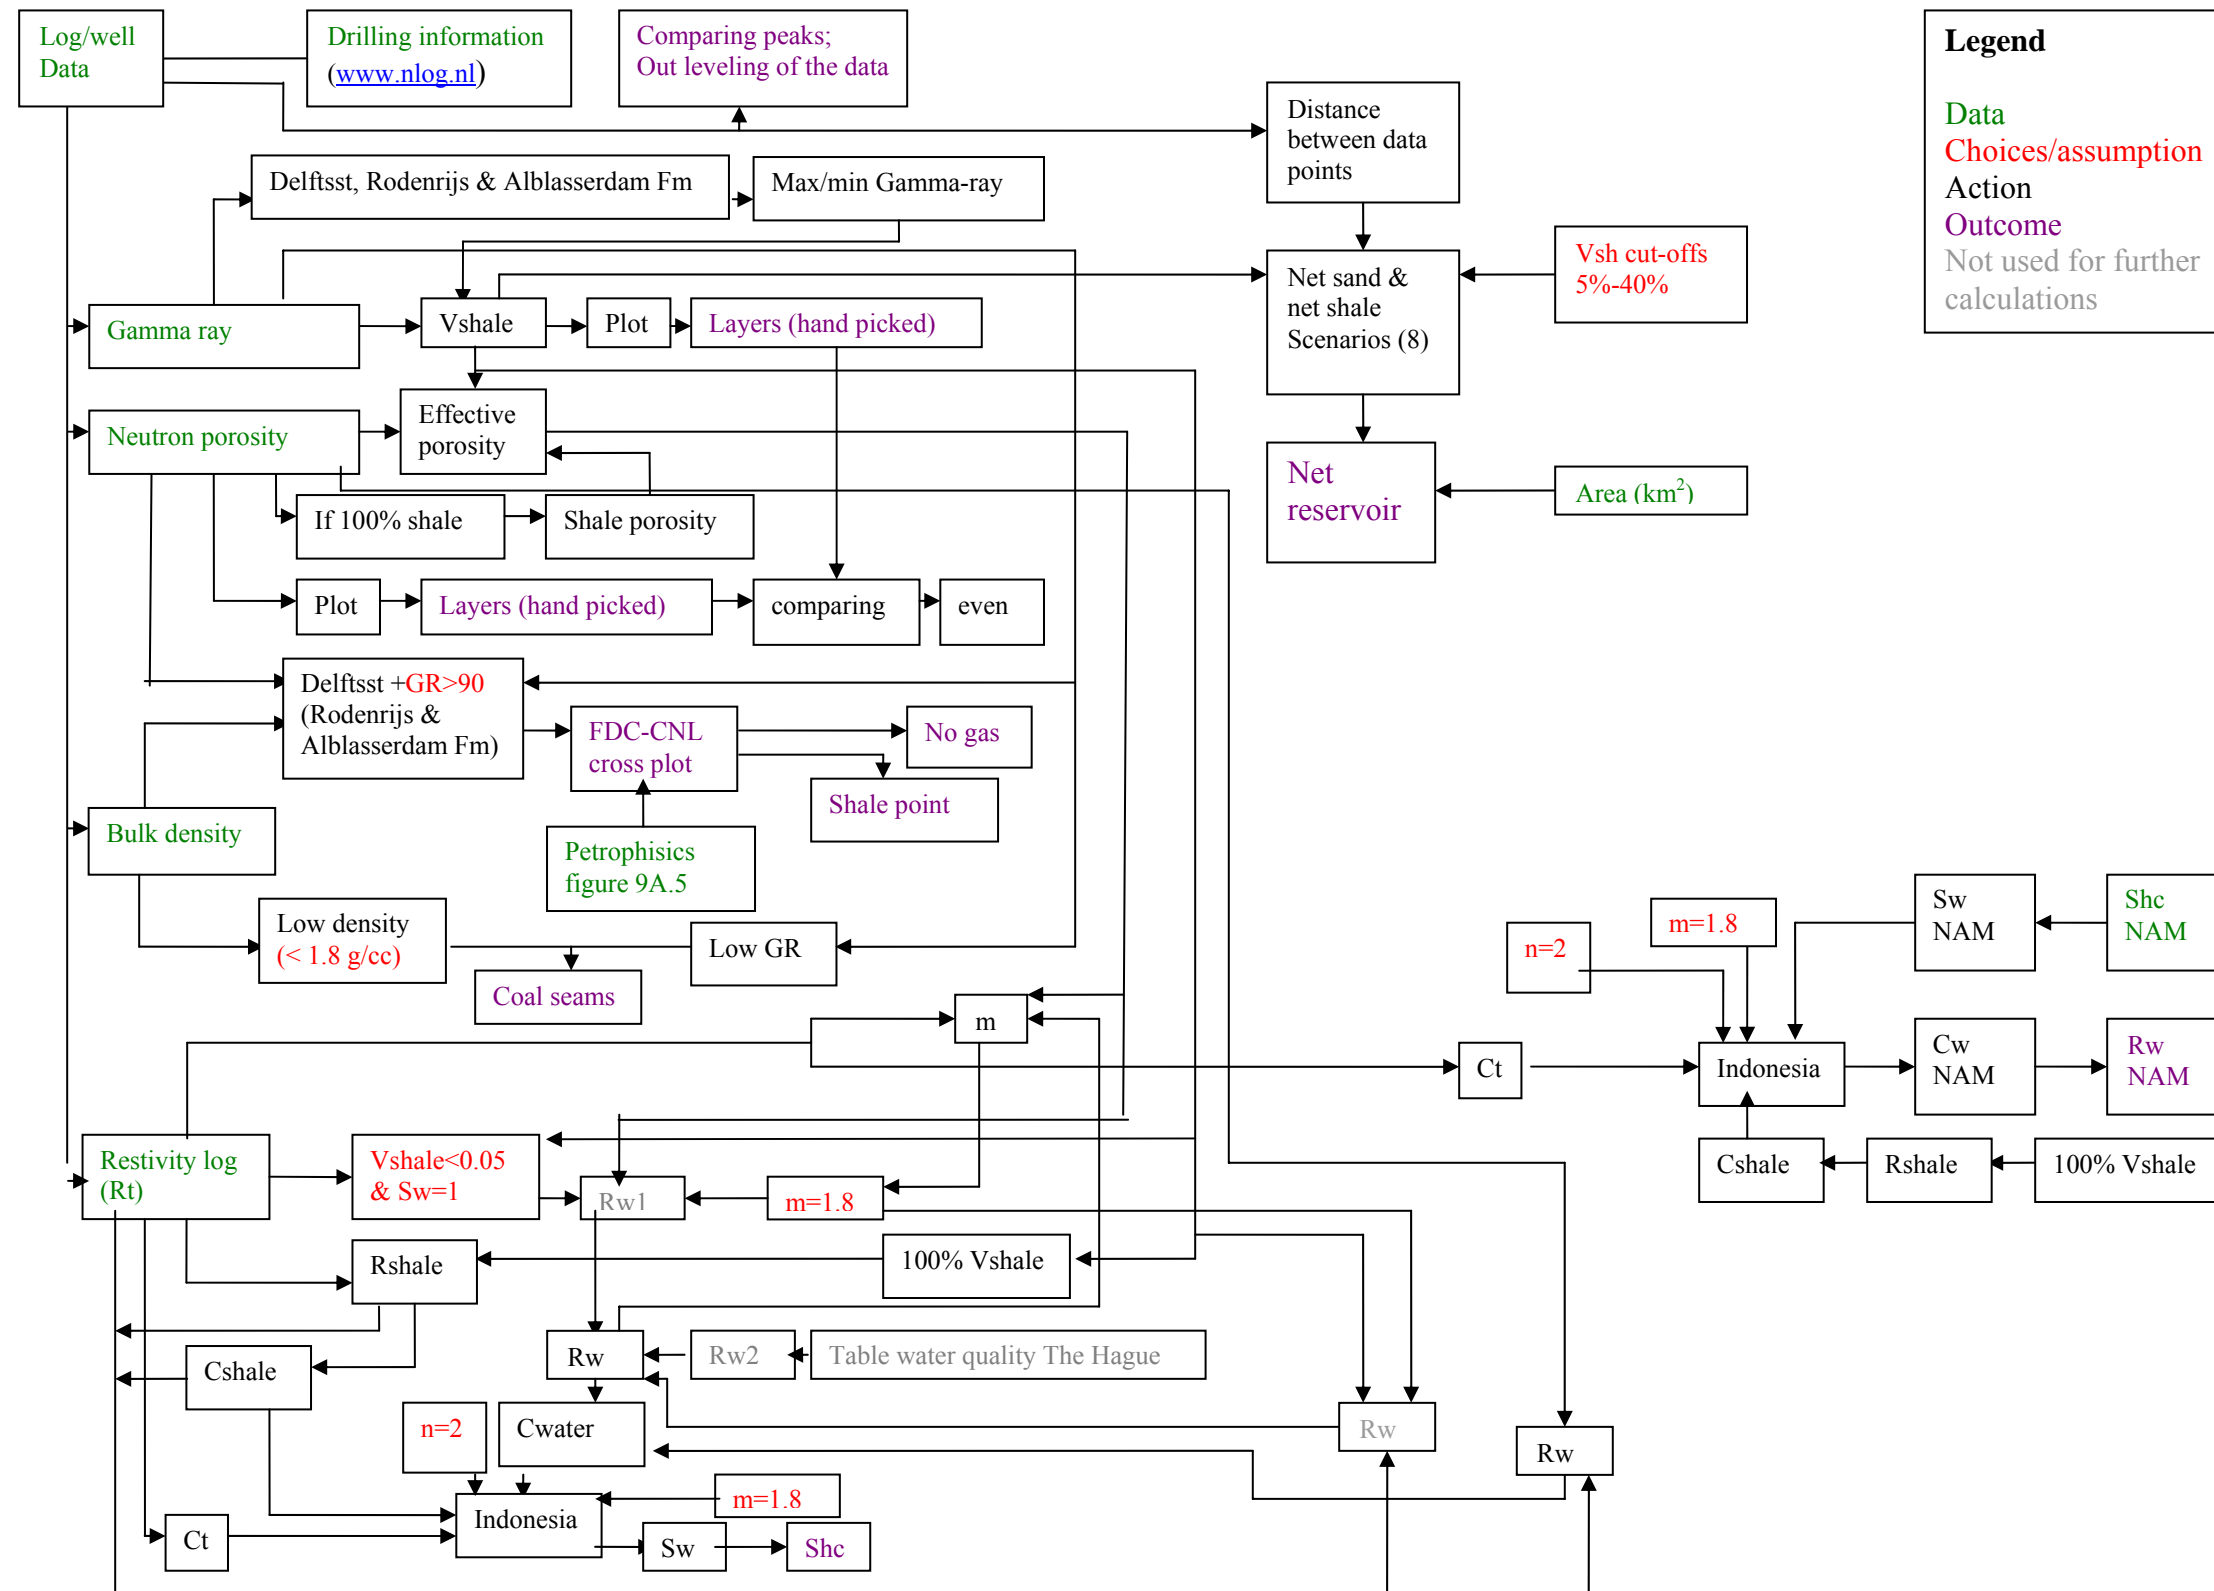 Log/well
Data
Drilling information
(www.nlog.nl)
Comparing peaks;
Out leveling of the data
Legend
Data
Choices/assumption
Action
Outcome
Not used for further
calculations
Distance
between data
points
Delftsst, Rodenrijs & Alblasserdam Fm
Max/min Gamma-ray
Net sand &
net shale
Scenarios (8)
Vsh cut-offs
5%-40%
Gamma ray
Vshale
Plot
Layers (hand picked)
Effective
porosity
Neutron porosity
Net
reservoir
Area (km²)
If 100% shale
Shale porosity
Plot
Layers (hand picked)
comparing
even
Delftsst +GR>90
(Rodenrijs &
Alblasserdam Fm)
FDC-CNL
cross plot
No gas
Shale point
Bulk density
Petrophisics
figure 9A.5
Low density
(< 1.8 g/cc)
Low GR
Coal seams
n=2
m=1.8
Sw
NAM
Shc
NAM
m
Ct
Indonesia
Cw
NAM
Rw
NAM
Restivity log
(Rt)
Vshale<0.05
& Sw=1
Rw1
m=1.8
Cshale
Rshale
100% Vshale
Rshale
100% Vshale
Cshale
Rw
Rw2
Table water quality The Hague
n=2
Cwater
Rw
Rw
m=1.8
Indonesia
Ct
Sw
Shc